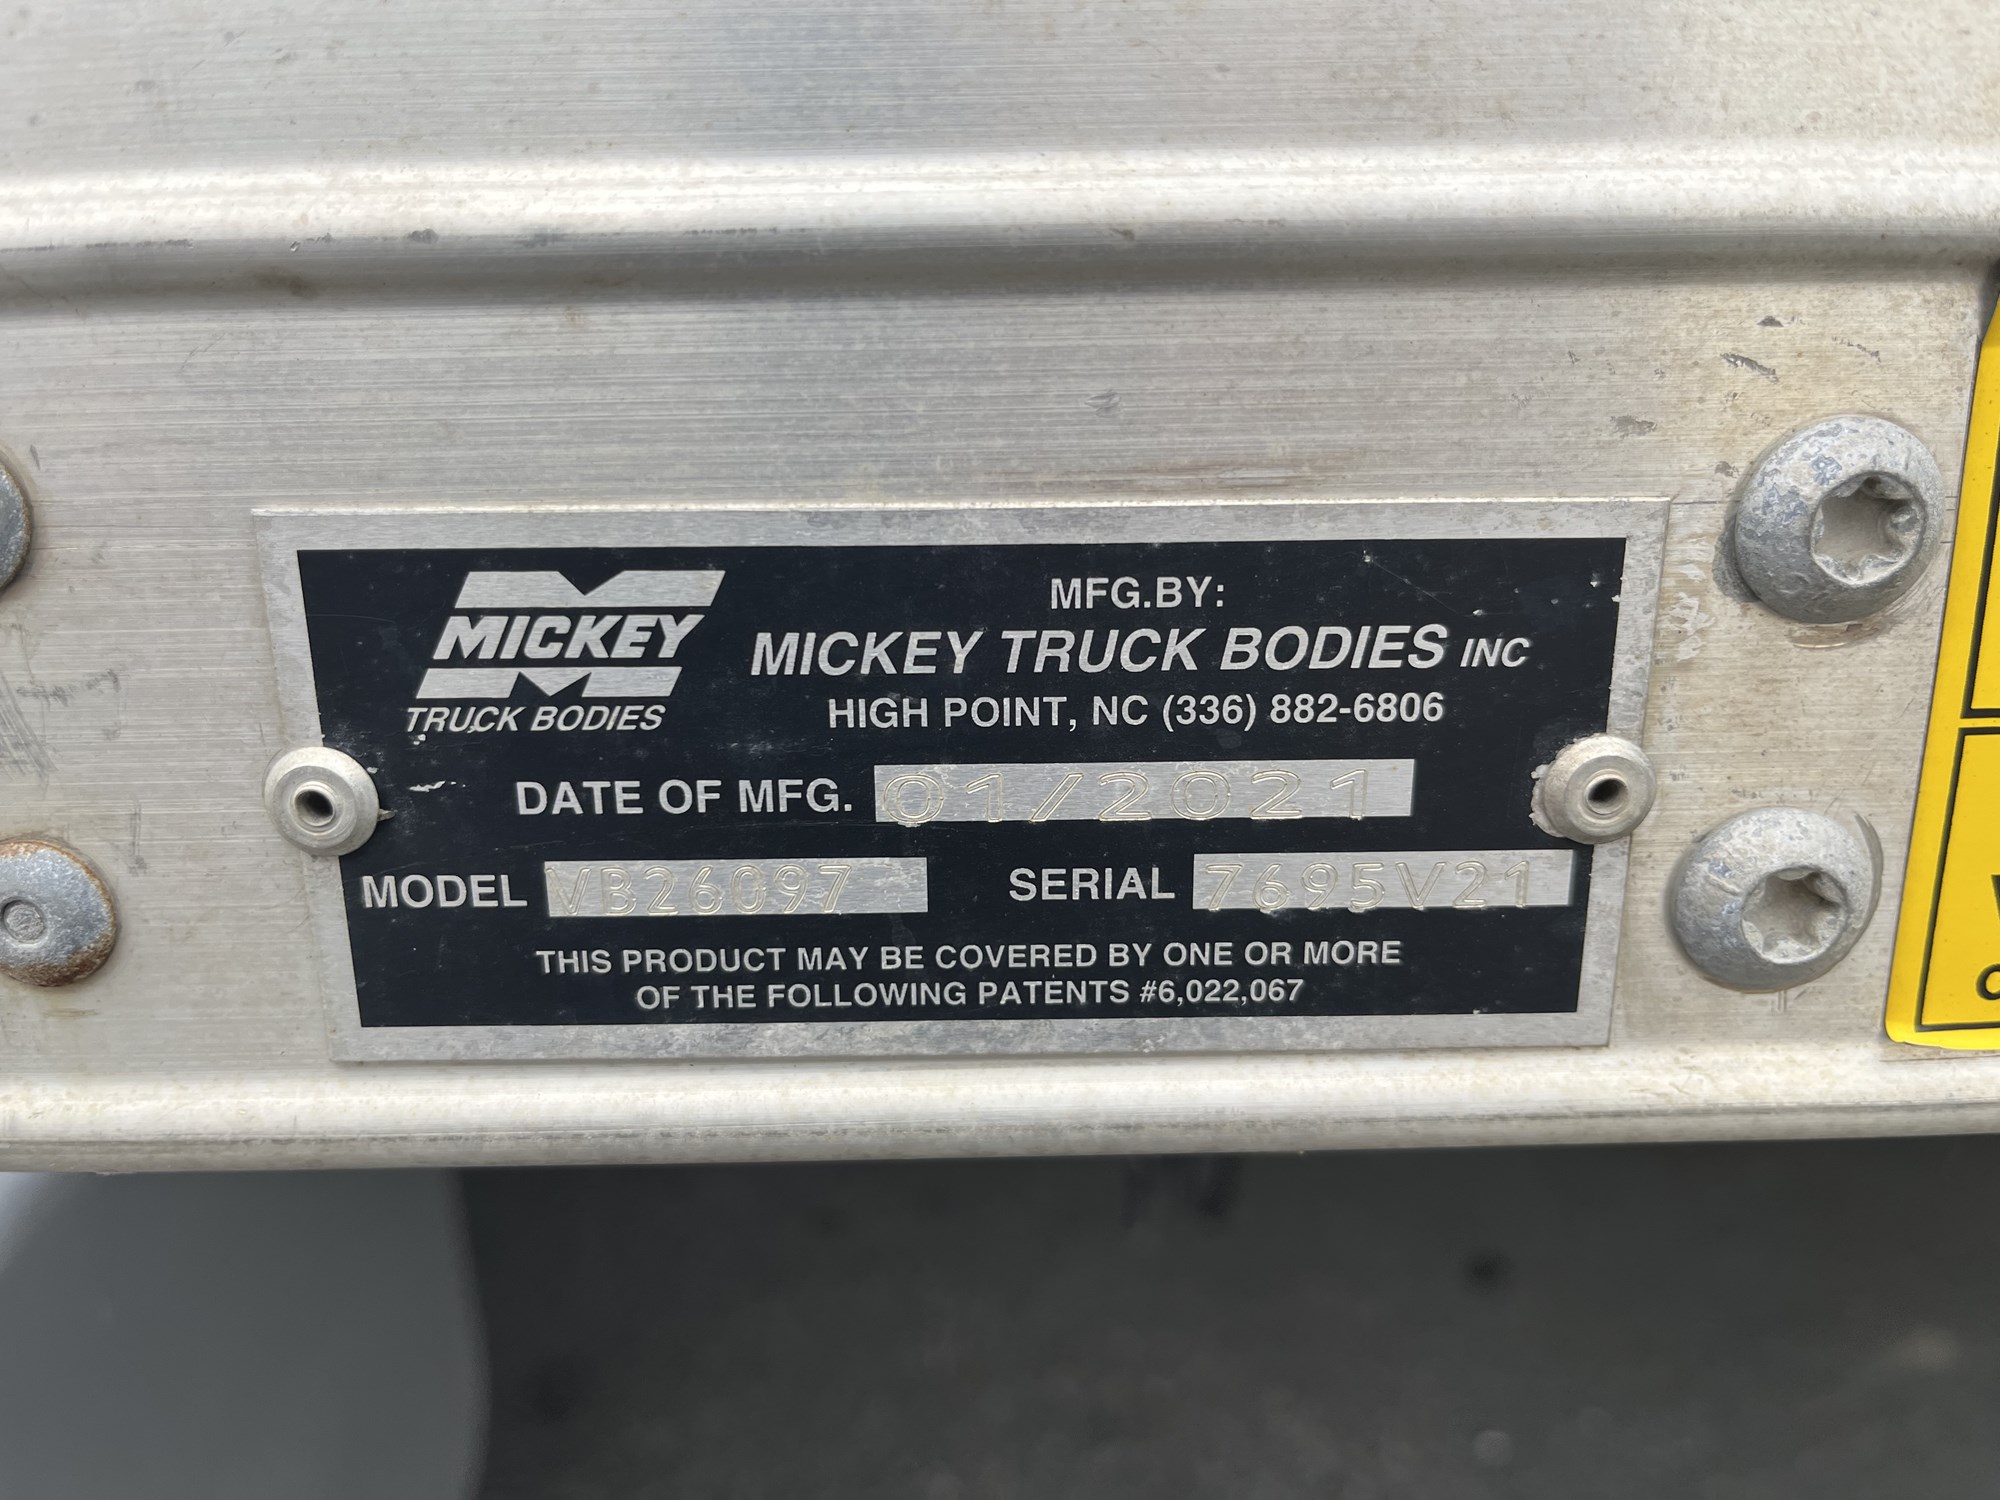 MICKEY
TRUCK BODIES
MFG.BY:
MICKEY TRUCK BODIES INC
HIGH POINT, NC (336) 882-6806
DATE OF MFG. 01/2021
MODEL VB26097 SERIAL 7695V21
THIS PRODUCT MAY BE COVERED BY ONE OR MORE
OF THE FOLLOWING PATENTS #6,022,067